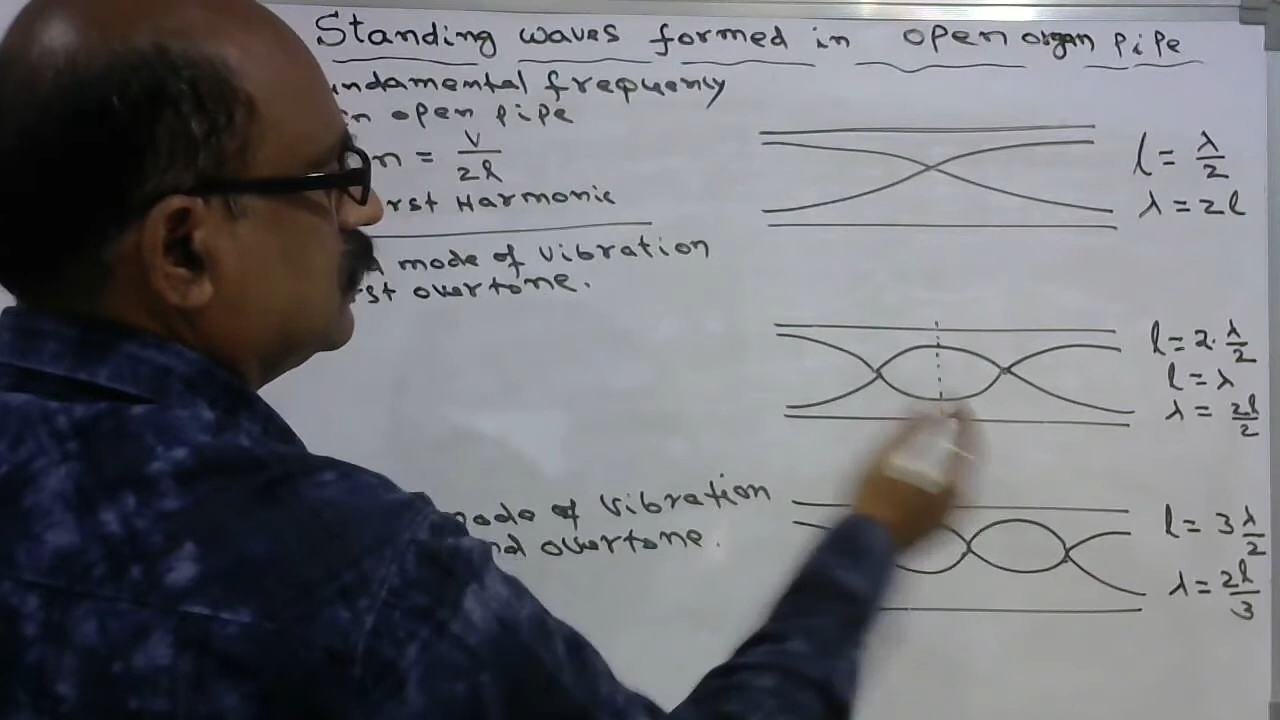 Standing waves formed in open organ pipe
undamental frequency
in open pipe
n = V/2l
rst Harmonic
d mode of vibration
rst overtone.
mode of vibration
nd overtone.
l = λ/2
λ = 2l
l = 2·λ/2
l = λ
λ = 2l/2
l = 3λ/2
λ = 2l/3